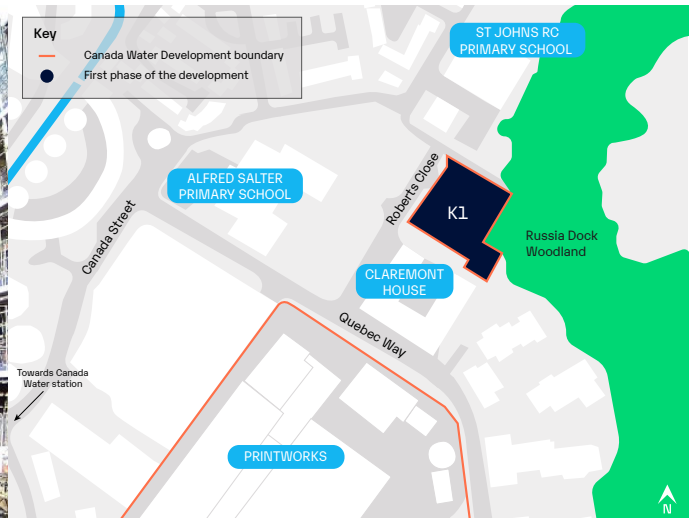 Key
Canada Water Development boundary
First phase of the development
ST JOHNS RC
PRIMARY SCHOOL
ALFRED SALTER
PRIMARY SCHOOL
Roberts Close
K1
Canada Street
Russia Dock
Woodland
CLAREMONT
HOUSE
Quebec Way
Towards Canada
Water station
PRINTWORKS
N